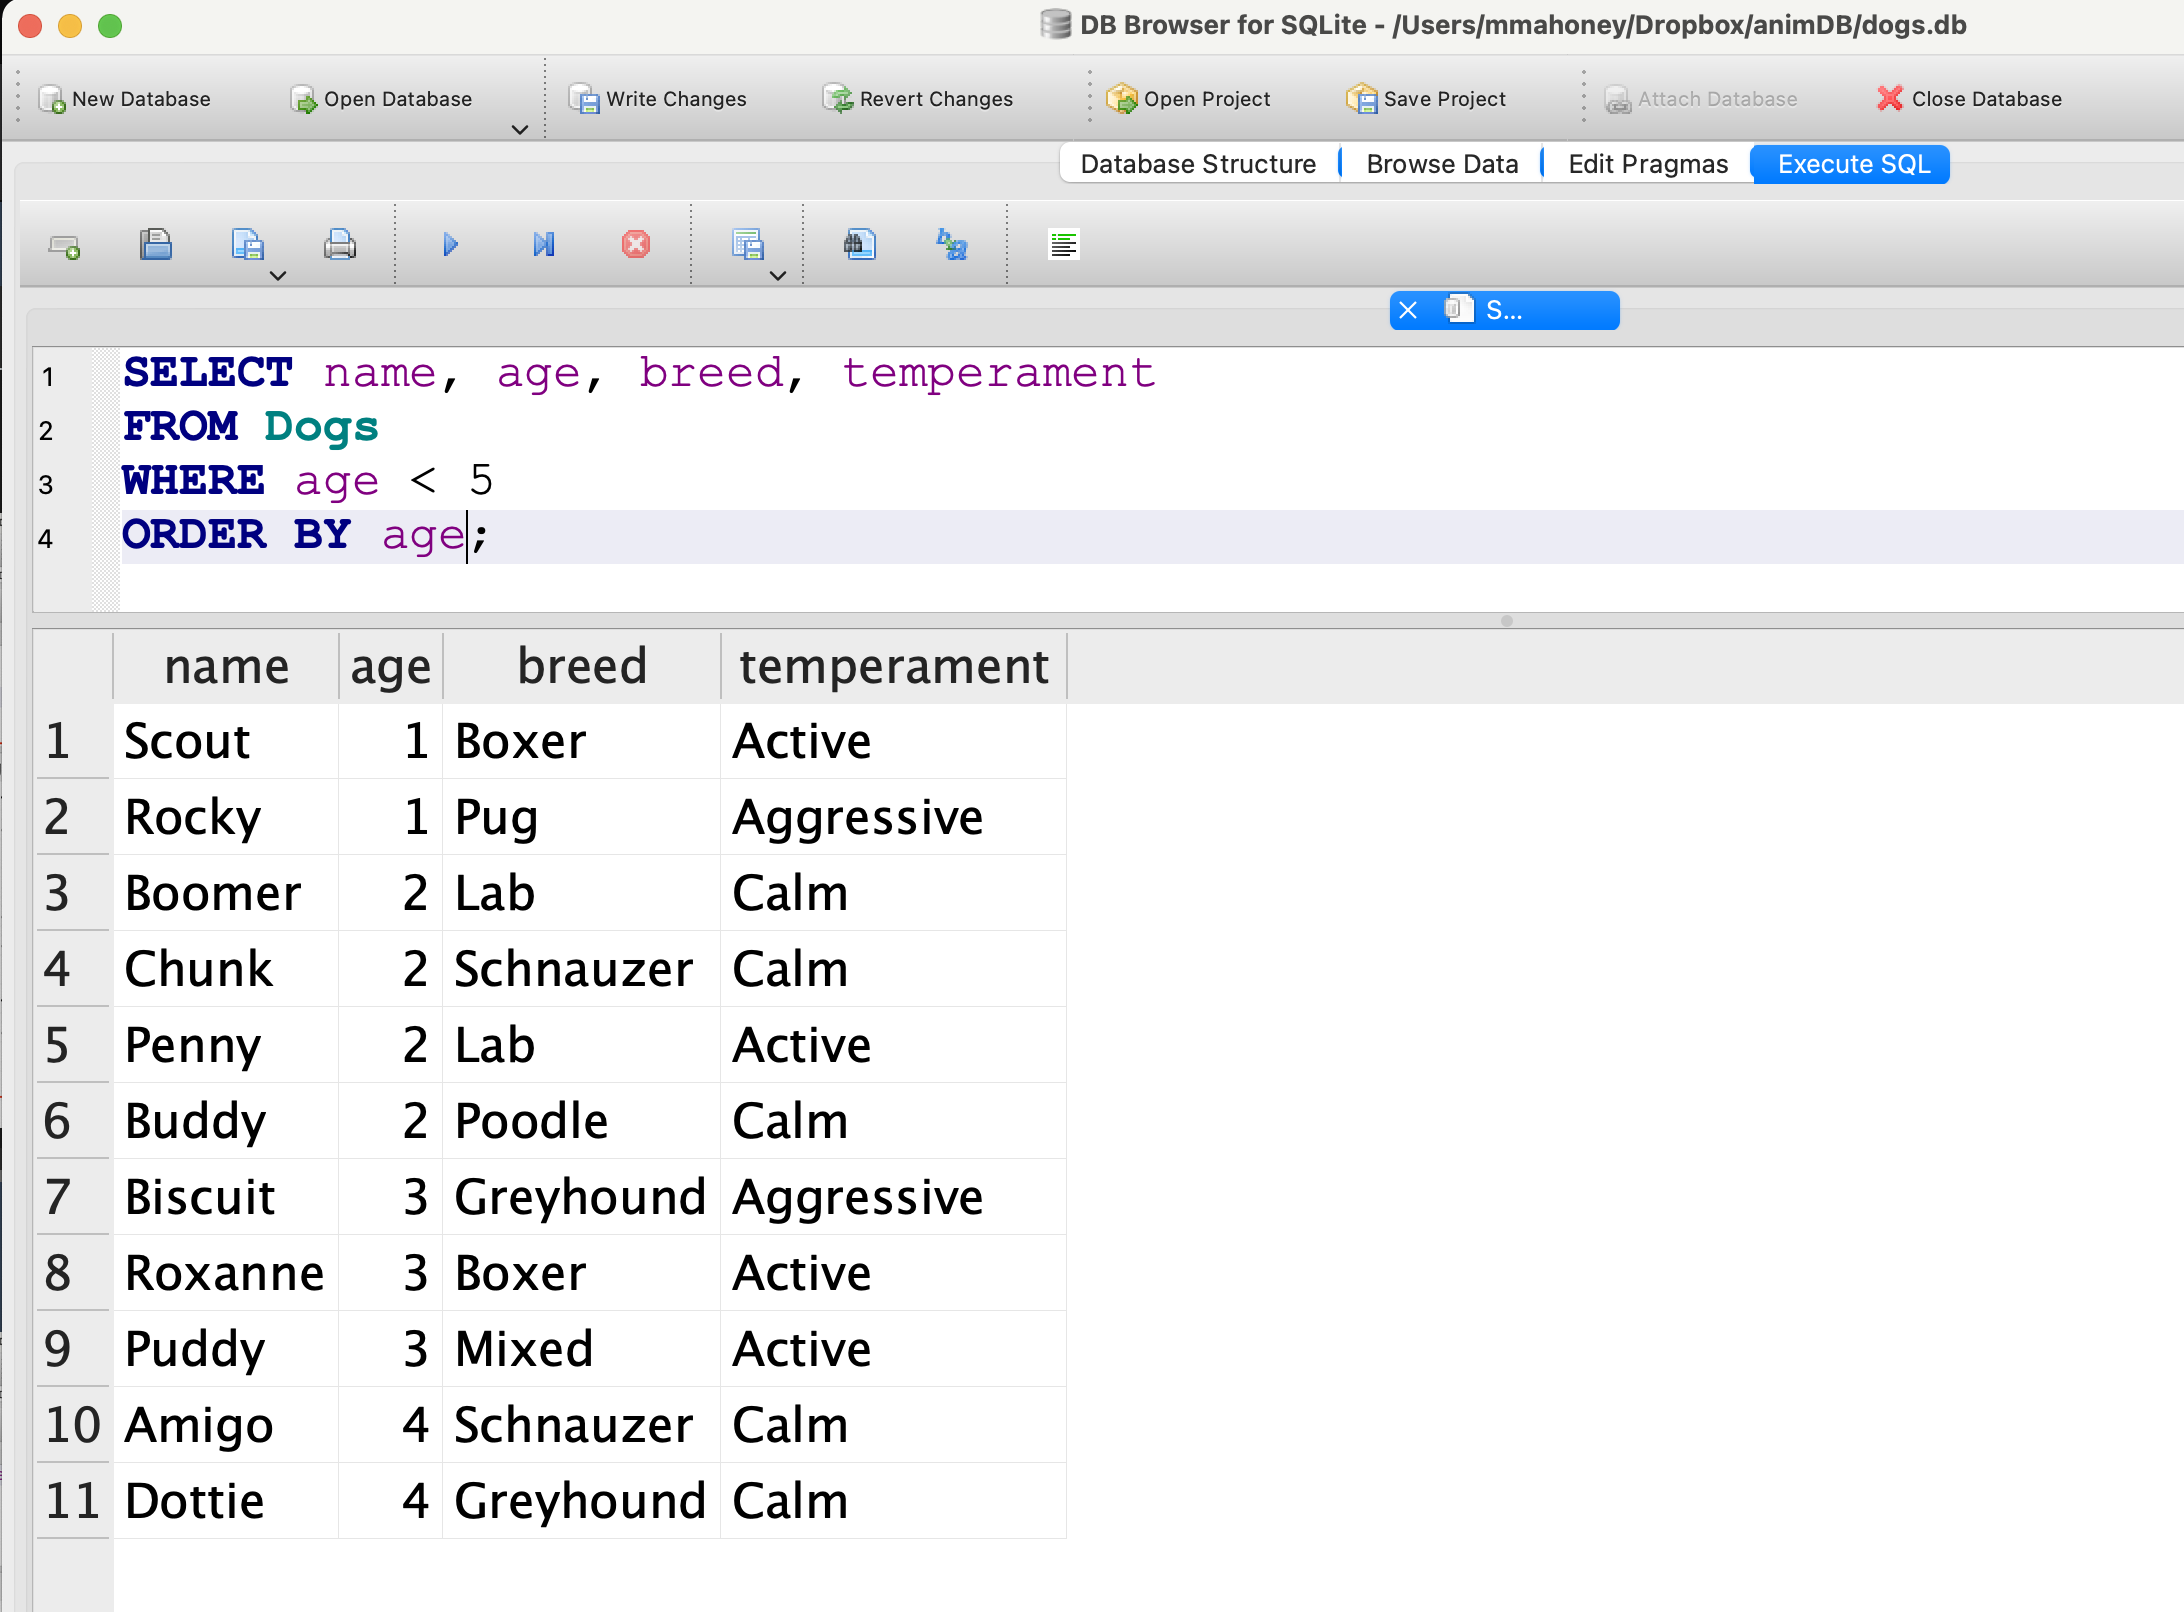 DB Browser for SQLite - /Users/mmahoney/Dropbox/animDB/dogs.db
New Database Open Database Write Changes Revert Changes Open Project Save Project Attach Database Close Database
Database Structure Browse Data Edit Pragmas Execute SQL
S...
1 SELECT name, age, breed, temperament
2 FROM Dogs
3 WHERE age < 5
4 ORDER BY age;
name age breed temperament
1 Scout 1 Boxer Active
2 Rocky 1 Pug Aggressive
3 Boomer 2 Lab Calm
4 Chunk 2 Schnauzer Calm
5 Penny 2 Lab Active
6 Buddy 2 Poodle Calm
7 Biscuit 3 Greyhound Aggressive
8 Roxanne 3 Boxer Active
9 Puddy 3 Mixed Active
10 Amigo 4 Schnauzer Calm
11 Dottie 4 Greyhound Calm